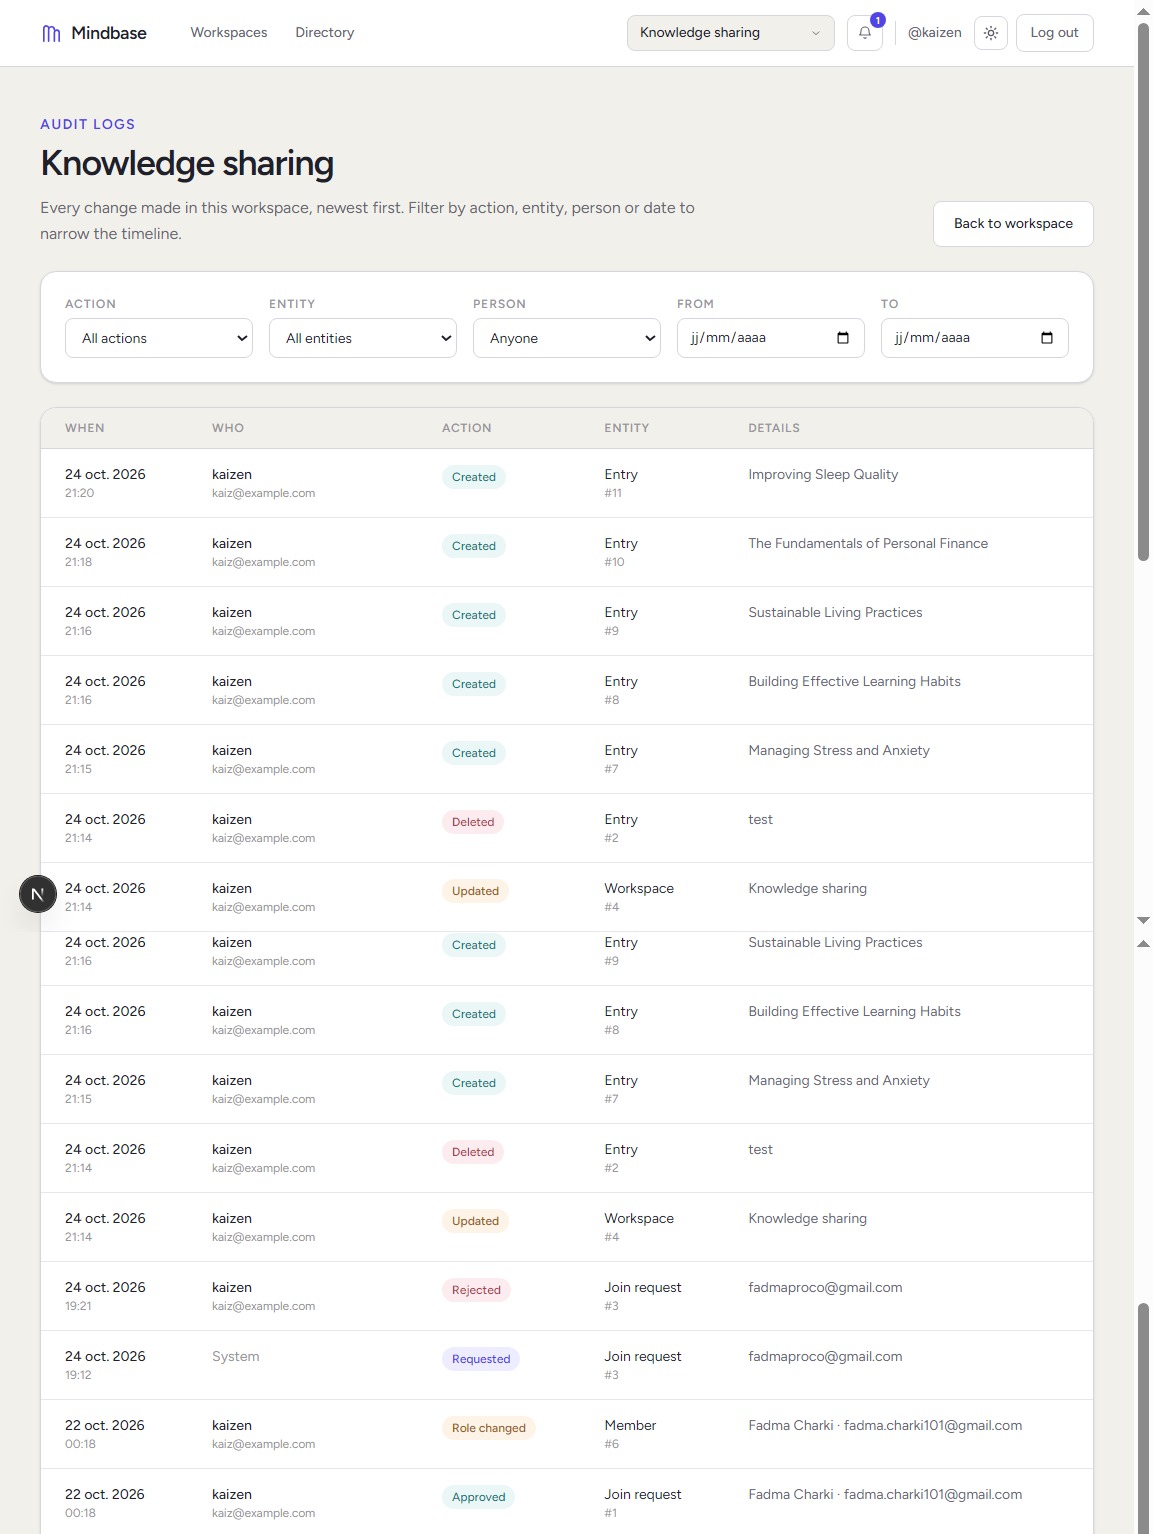 Mindbase Workspaces Directory Knowledge sharing 1 @kaizen Log out
AUDIT LOGS
Knowledge sharing
Every change made in this workspace, newest first. Filter by action, entity, person or date to
narrow the timeline.
Back to workspace
ACTION ENTITY PERSON FROM TO
All actions All entities Anyone jj/mm/aaaa jj/mm/aaaa
WHEN WHO ACTION ENTITY DETAILS
24 oct. 2026 kaizen Created Entry Improving Sleep Quality
21:20 kaiz@example.com #11
24 oct. 2026 kaizen Created Entry The Fundamentals of Personal Finance
21:18 kaiz@example.com #10
24 oct. 2026 kaizen Created Entry Sustainable Living Practices
21:16 kaiz@example.com #9
24 oct. 2026 kaizen Created Entry Building Effective Learning Habits
21:16 kaiz@example.com #8
24 oct. 2026 kaizen Created Entry Managing Stress and Anxiety
21:15 kaiz@example.com #7
24 oct. 2026 kaizen Deleted Entry test
21:14 kaiz@example.com #2
N 24 oct. 2026 kaizen Updated Workspace Knowledge sharing
21:14 kaiz@example.com #4
24 oct. 2026 kaizen Created Entry Sustainable Living Practices
21:16 kaiz@example.com #9
24 oct. 2026 kaizen Created Entry Building Effective Learning Habits
21:16 kaiz@example.com #8
24 oct. 2026 kaizen Created Entry Managing Stress and Anxiety
21:15 kaiz@example.com #7
24 oct. 2026 kaizen Deleted Entry test
21:14 kaiz@example.com #2
24 oct. 2026 kaizen Updated Workspace Knowledge sharing
21:14 kaiz@example.com #4
24 oct. 2026 kaizen Rejected Join request fadmaproco@gmail.com
19:21 kaiz@example.com #3
24 oct. 2026 System Requested Join request fadmaproco@gmail.com
19:12 #3
22 oct. 2026 kaizen Role changed Member Fadma Charki · fadma.charki101@gmail.com
00:18 kaiz@example.com #6
22 oct. 2026 kaizen Approved Join request Fadma Charki · fadma.charki101@gmail.com
00:18 kaiz@example.com #1